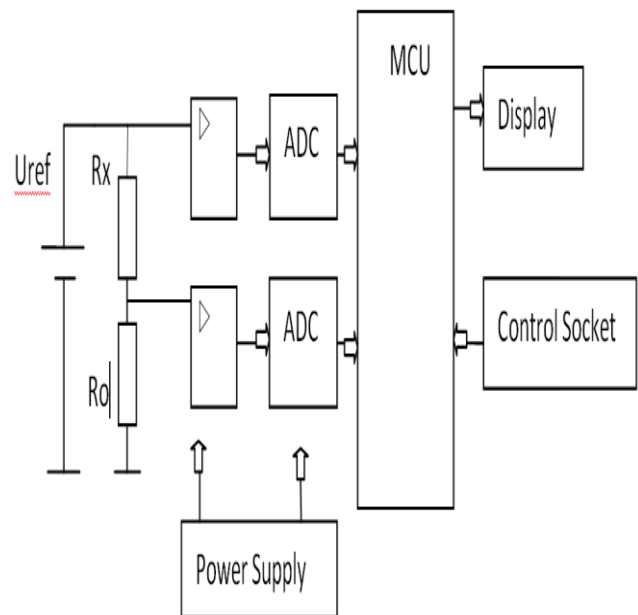 MCU
ADC
Display
Uref
Rx
ADC
Control Socket
Ro
Power Supply